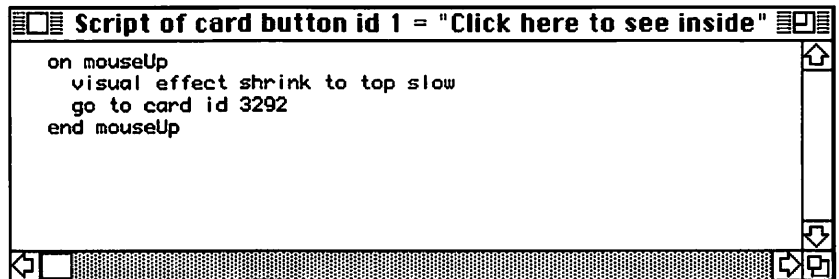 Script of card button id 1 = "Click here to see inside"
on mouseUp
visual effect shrink to top slow
go to card id 3292
end mouseUp